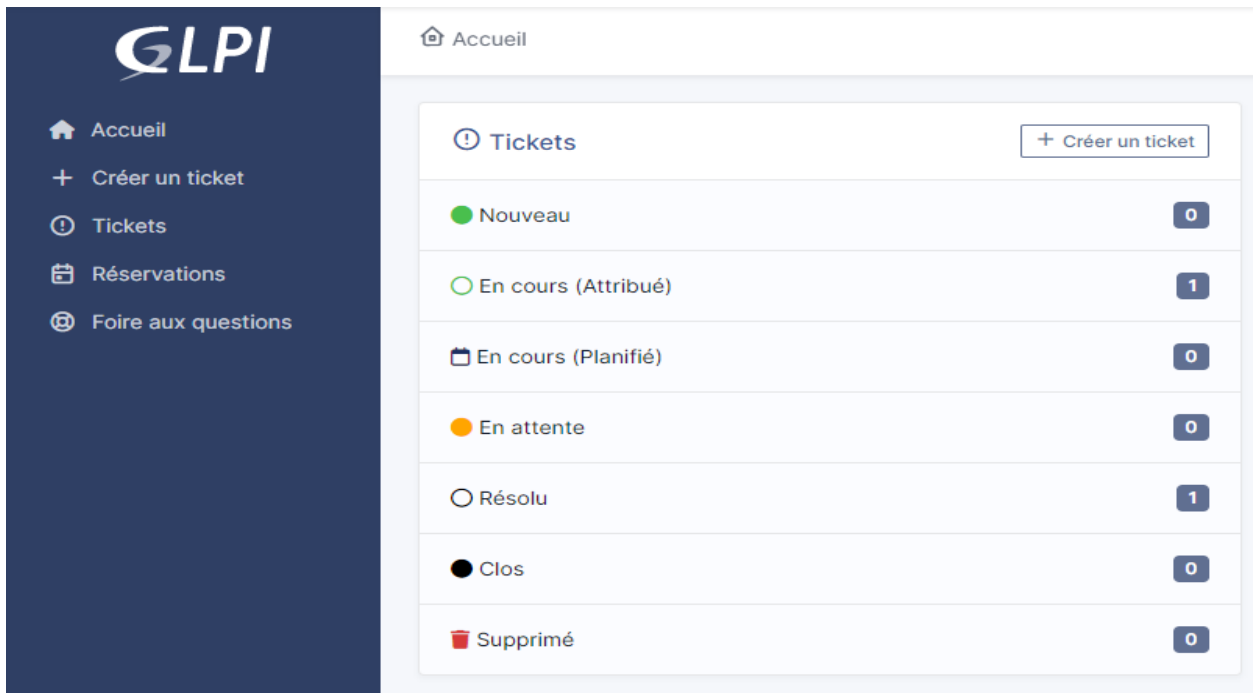 GLPI
Accueil
Créer un ticket
Tickets
Réservations
Foire aux questions
Accueil
Tickets
+ Créer un ticket
Nouveau 0
En cours (Attribué) 1
En cours (Planifié) 0
En attente 0
Résolu 1
Clos 0
Supprimé 0